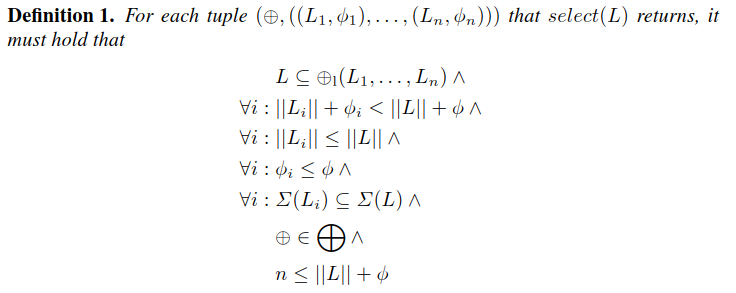 Definition 1. For each tuple (⊕, ((L₁, ϕ₁), . . . , (Lₙ, ϕₙ))) that select(L) returns, it
must hold that
L ⊆ ⊕ₗ(L₁, . . . , Lₙ) ∧
∀i : ||Lᵢ|| + ϕᵢ < ||L|| + ϕ ∧
∀i : ||Lᵢ|| ≤ ||L|| ∧
∀i : ϕᵢ ≤ ϕ ∧
∀i : Σ(Lᵢ) ⊆ Σ(L) ∧
⊕ ∈ ⨁ ∧
n ≤ ||L|| + ϕ